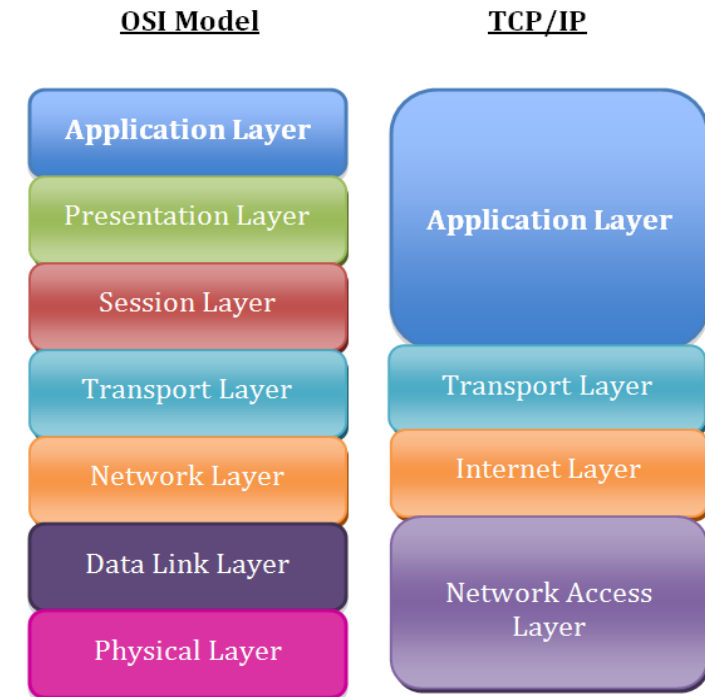 OSI Model
TCP/IP
Application Layer
Presentation Layer
Session Layer
Transport Layer
Network Layer
Data Link Layer
Physical Layer
Application Layer
Transport Layer
Internet Layer
Network Access
Layer